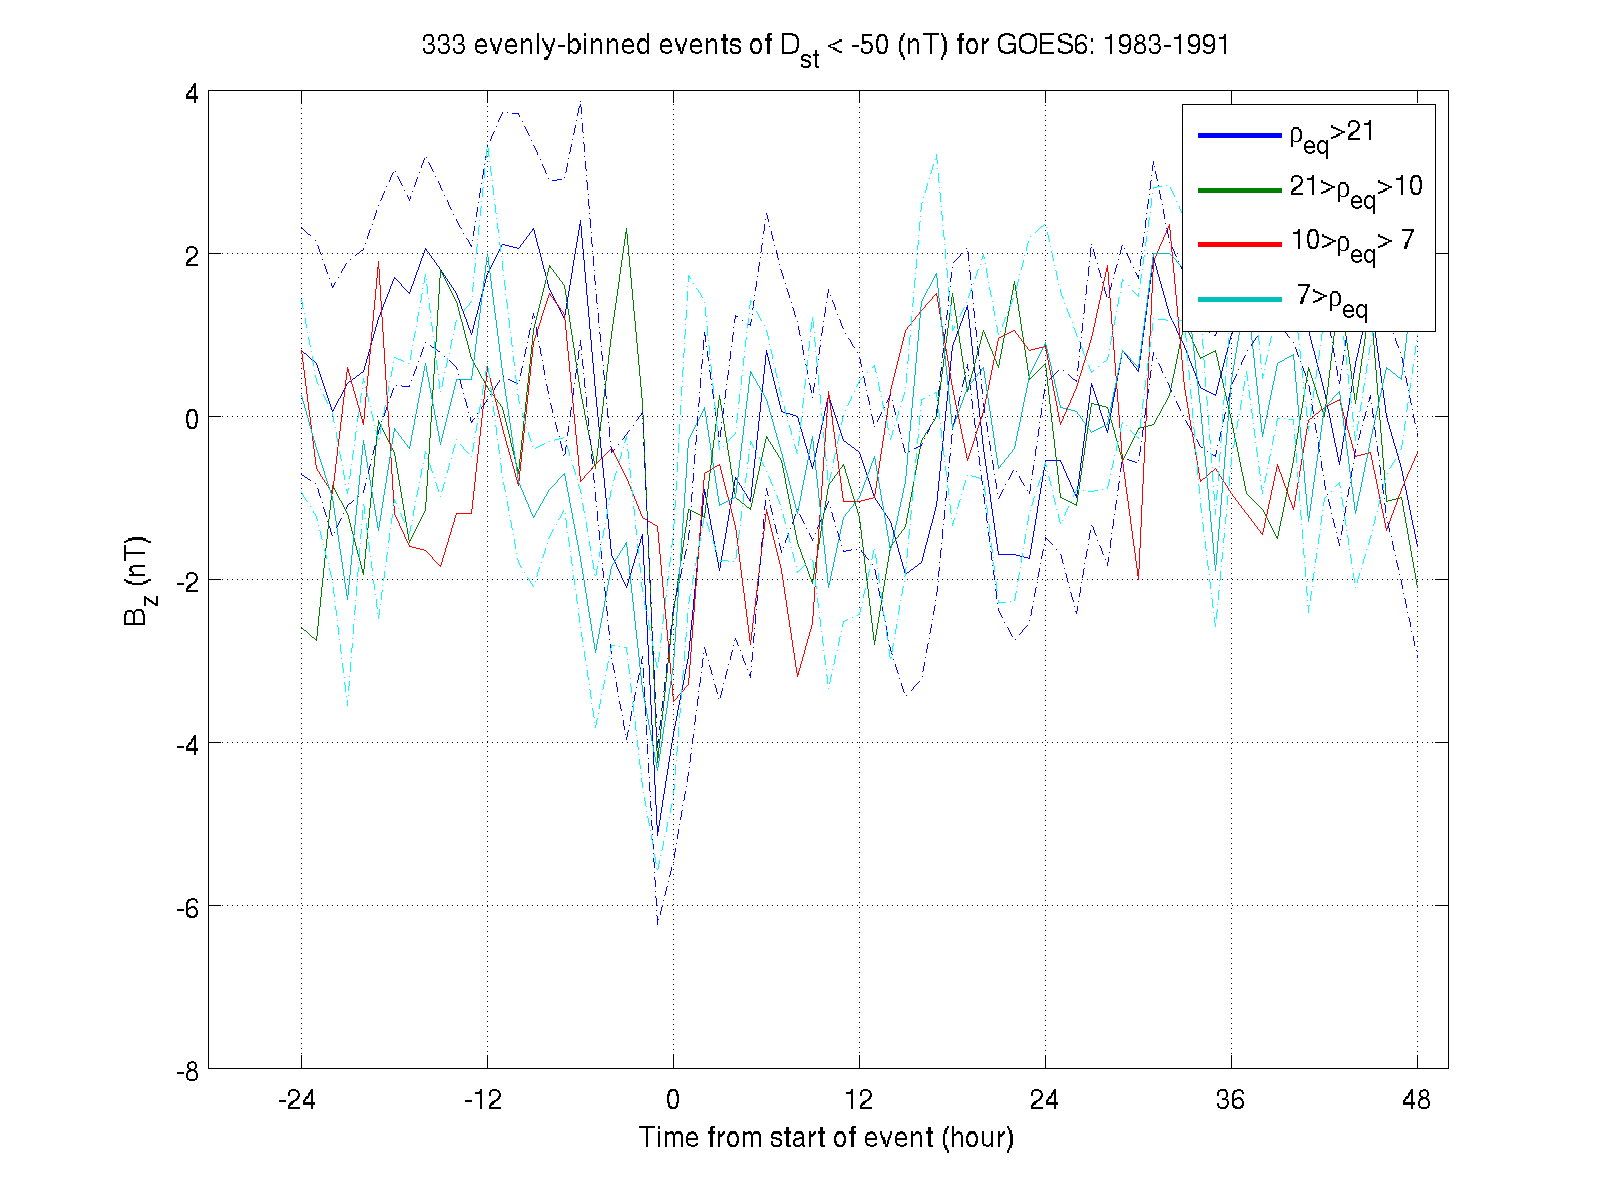 333 evenly-binned events of Dst < -50 (nT) for GOES6: 1983-1991
4
2
0
-2
-4
-6
-8
Bz (nT)
ρeq>21
21>ρeq>10
10>ρeq> 7
7>ρeq
-24 -12 0 12 24 36 48
Time from start of event (hour)